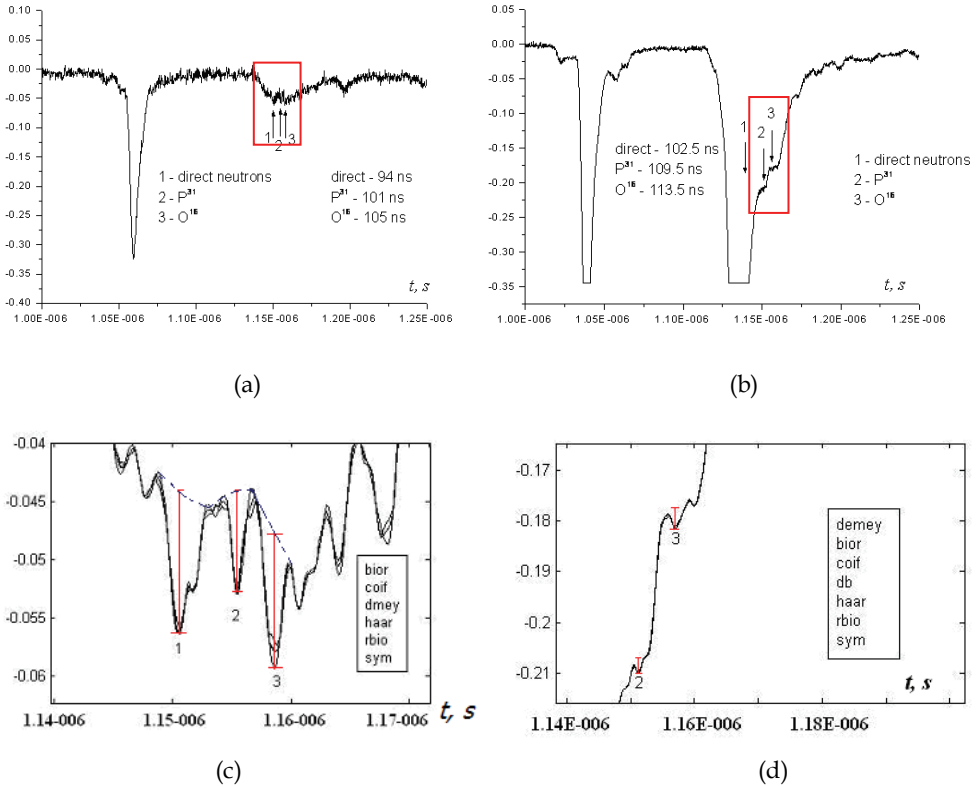 0.10
0.05
0.00
-0.05
-0.10
-0.15
-0.20
-0.25
-0.30
-0.35
-0.40
1 2 3
1 - direct neutrons
2 - P³¹
3 - O¹⁶
direct - 94 ns
P³¹ - 101 ns
O¹⁶ - 105 ns
t, s
1.00E-006 1.05E-006 1.10E-006 1.15E-006 1.20E-006 1.25E-006
(a)
0.05
0.00
-0.05
-0.10
-0.15
-0.20
-0.25
-0.30
-0.35
1 2 3
direct - 102.5 ns
P³¹ - 109.5 ns
O¹⁶ - 113.5 ns
1 - direct neutrons
2 - P³¹
3 - O¹⁶
t, s
1.00E-006 1.05E-006 1.10E-006 1.15E-006 1.20E-006 1.25E-006
(b)
-0.04
-0.045
-0.05
-0.055
-0.06
1
2
3
bior
coif
dmey
haar
rbio
sym
1.14-006 1.15-006 1.16-006 1.17-006 t, s
(c)
-0.17
-0.18
-0.19
-0.2
-0.21
3
2
demey
bior
coif
db
haar
rbio
sym
t, s
1.14E-006 1.16E-006 1.18E-006
(d)